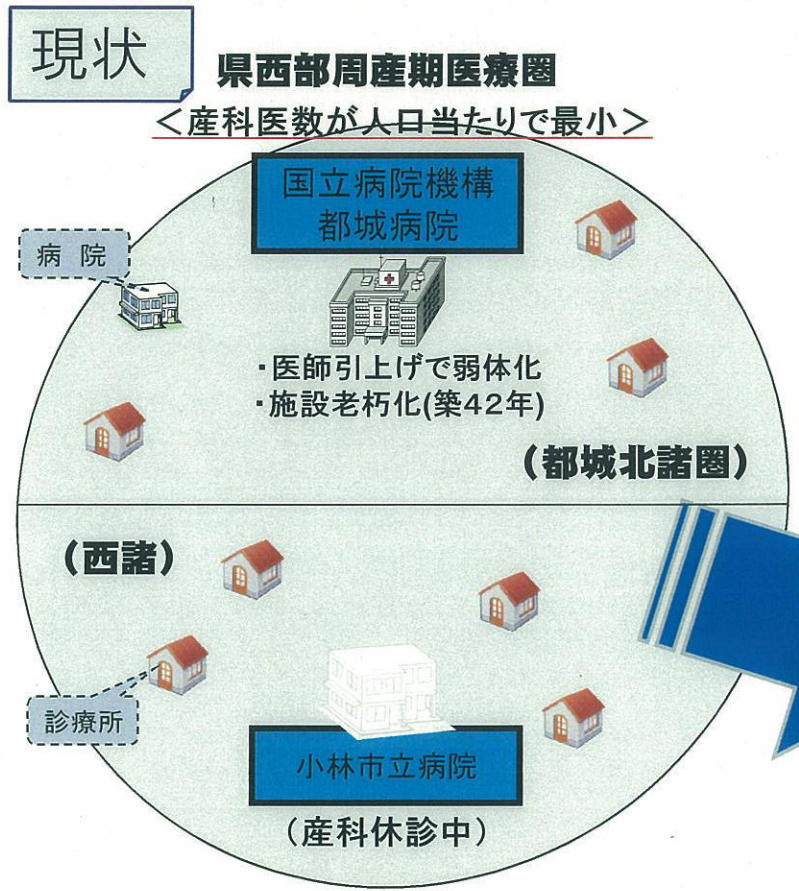 現状
県西部周産期医療圏
＜産科医数が人口当たりで最小＞
国立病院機構
都城病院
病 院
・医師引上げで弱体化
・施設老朽化(築42年)
(都城北諸圏)
(西諸)
診療所
小林市立病院
(産科休診中)